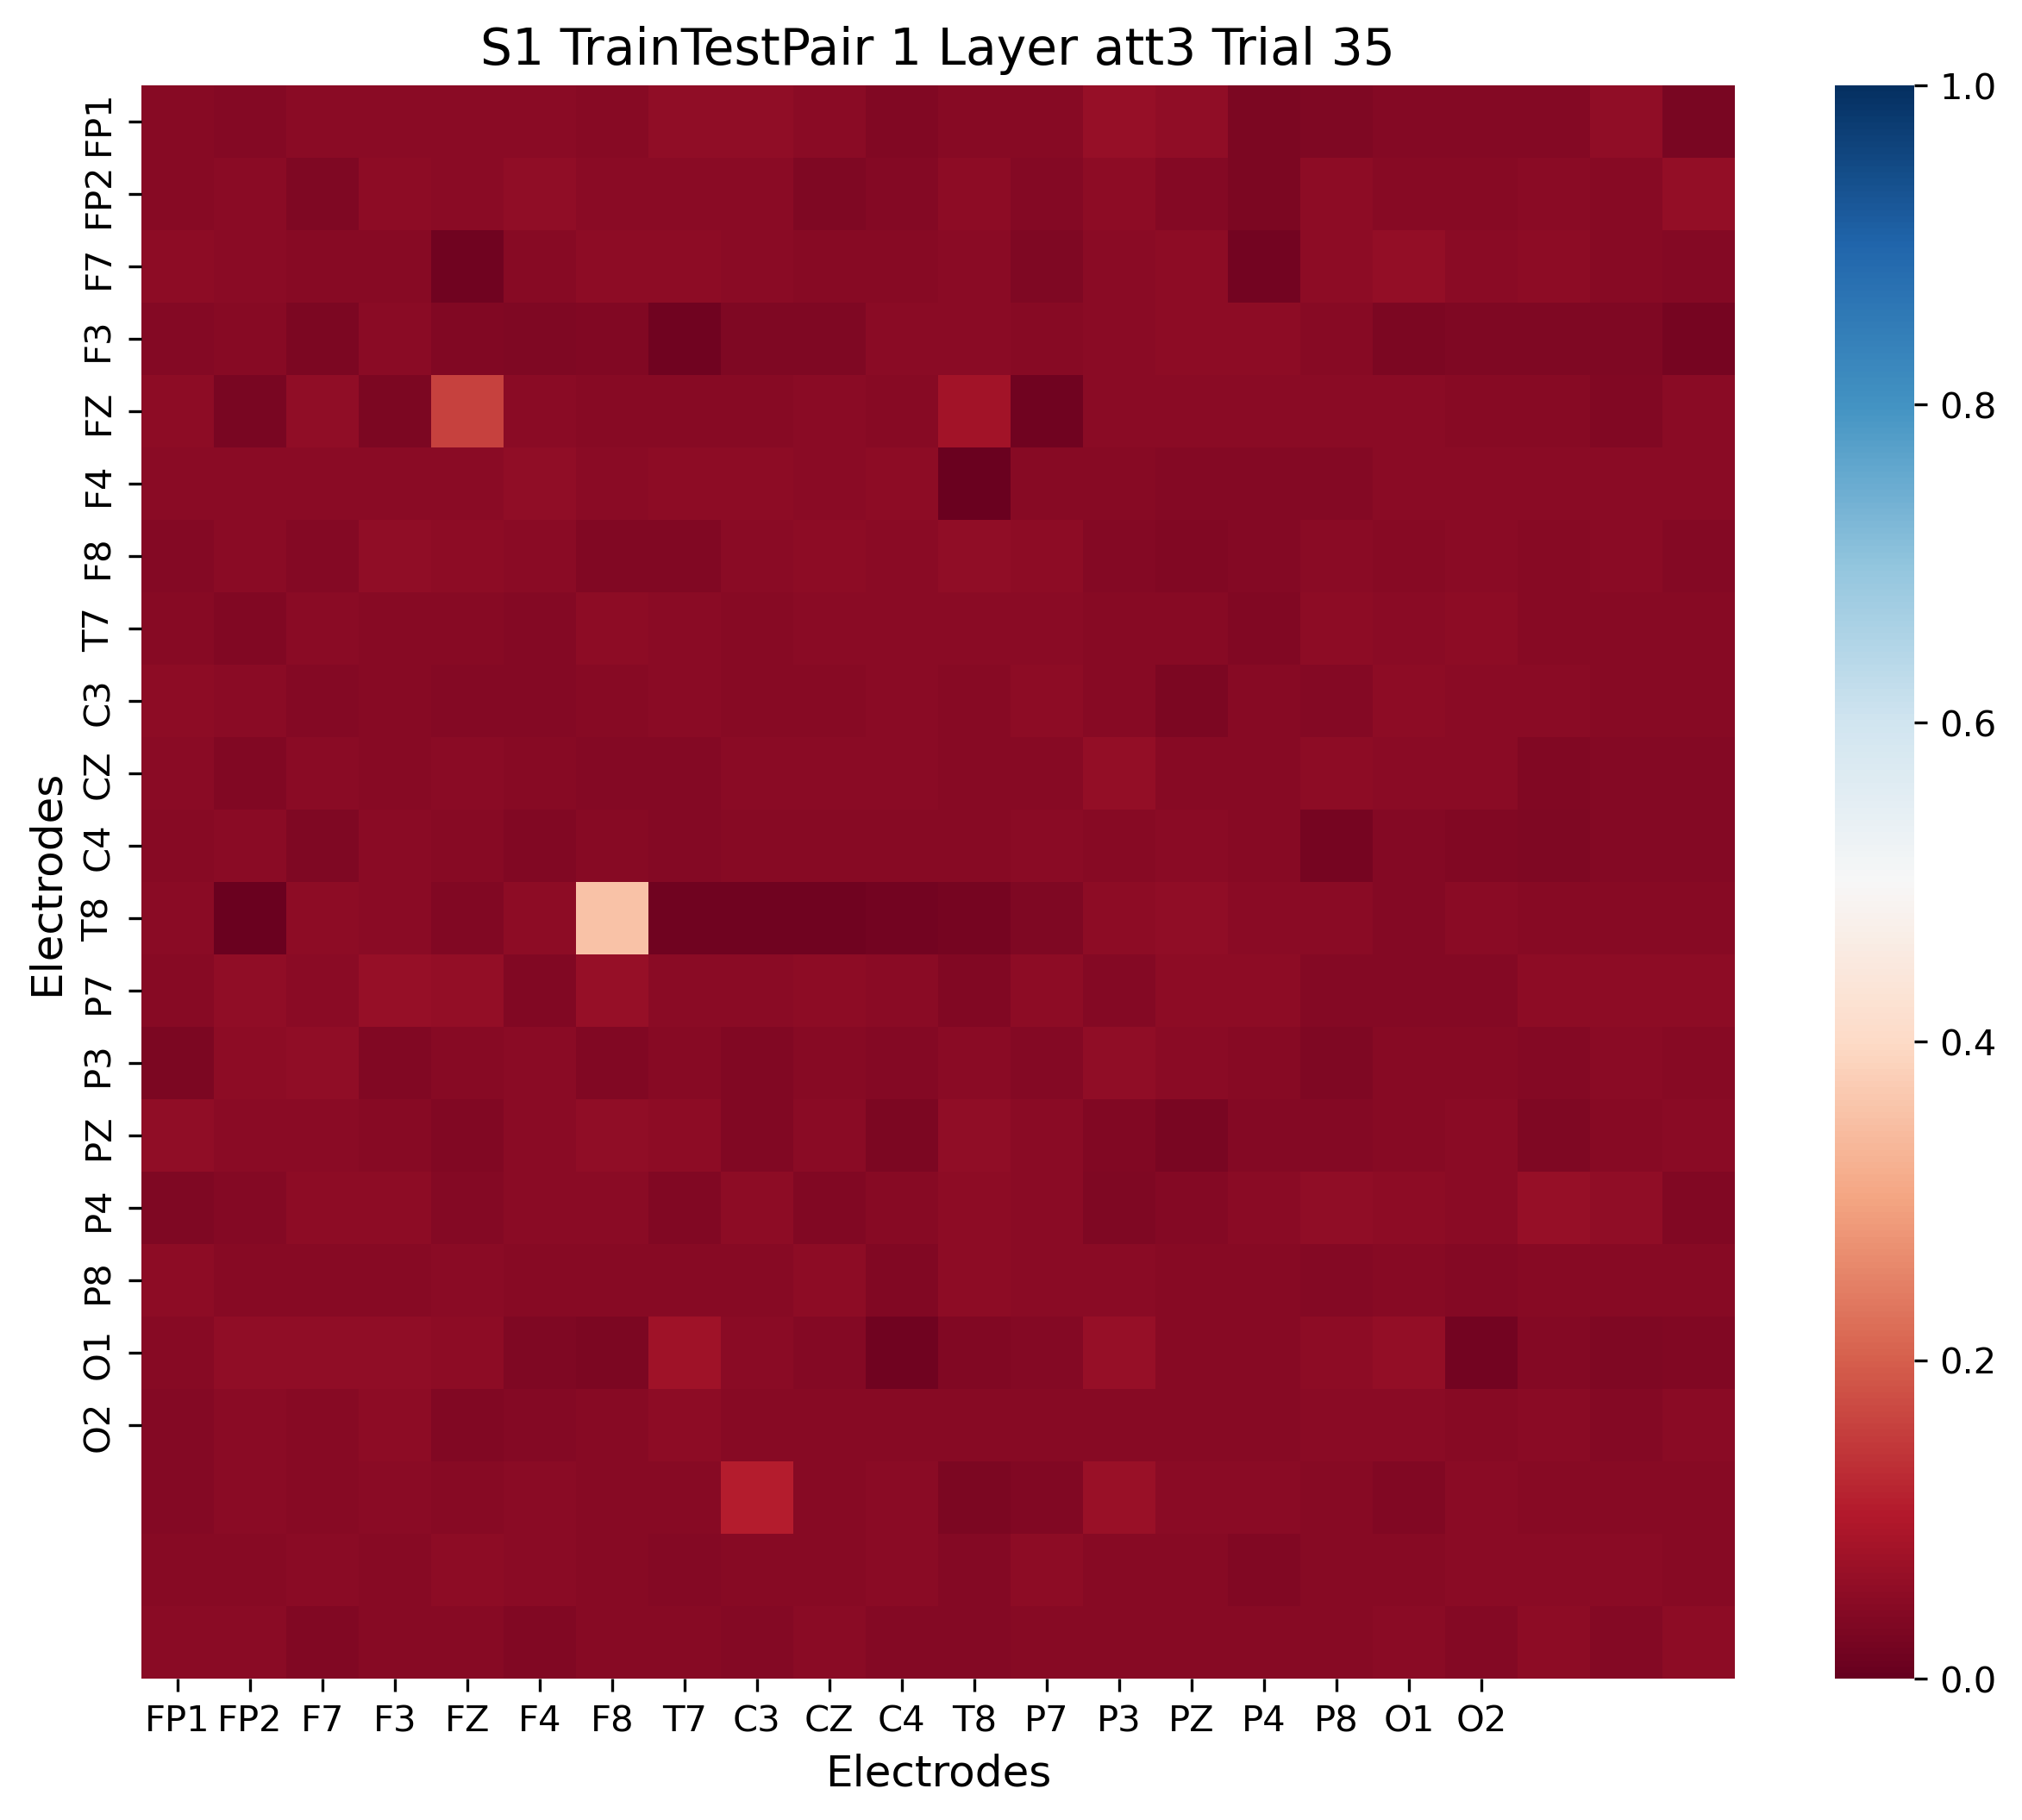 S1 TrainTestPair 1 Layer att3 Trial 35
Electrodes
FP1
FP2
F7
F3
FZ
F4
F8
T7
C3
CZ
C4
T8
P7
P3
PZ
P4
P8
O1
O2
FP1 FP2 F7 F3 FZ F4 F8 T7 C3 CZ C4 T8 P7 P3 PZ P4 P8 O1 O2
Electrodes
1.0
0.8
0.6
0.4
0.2
0.0